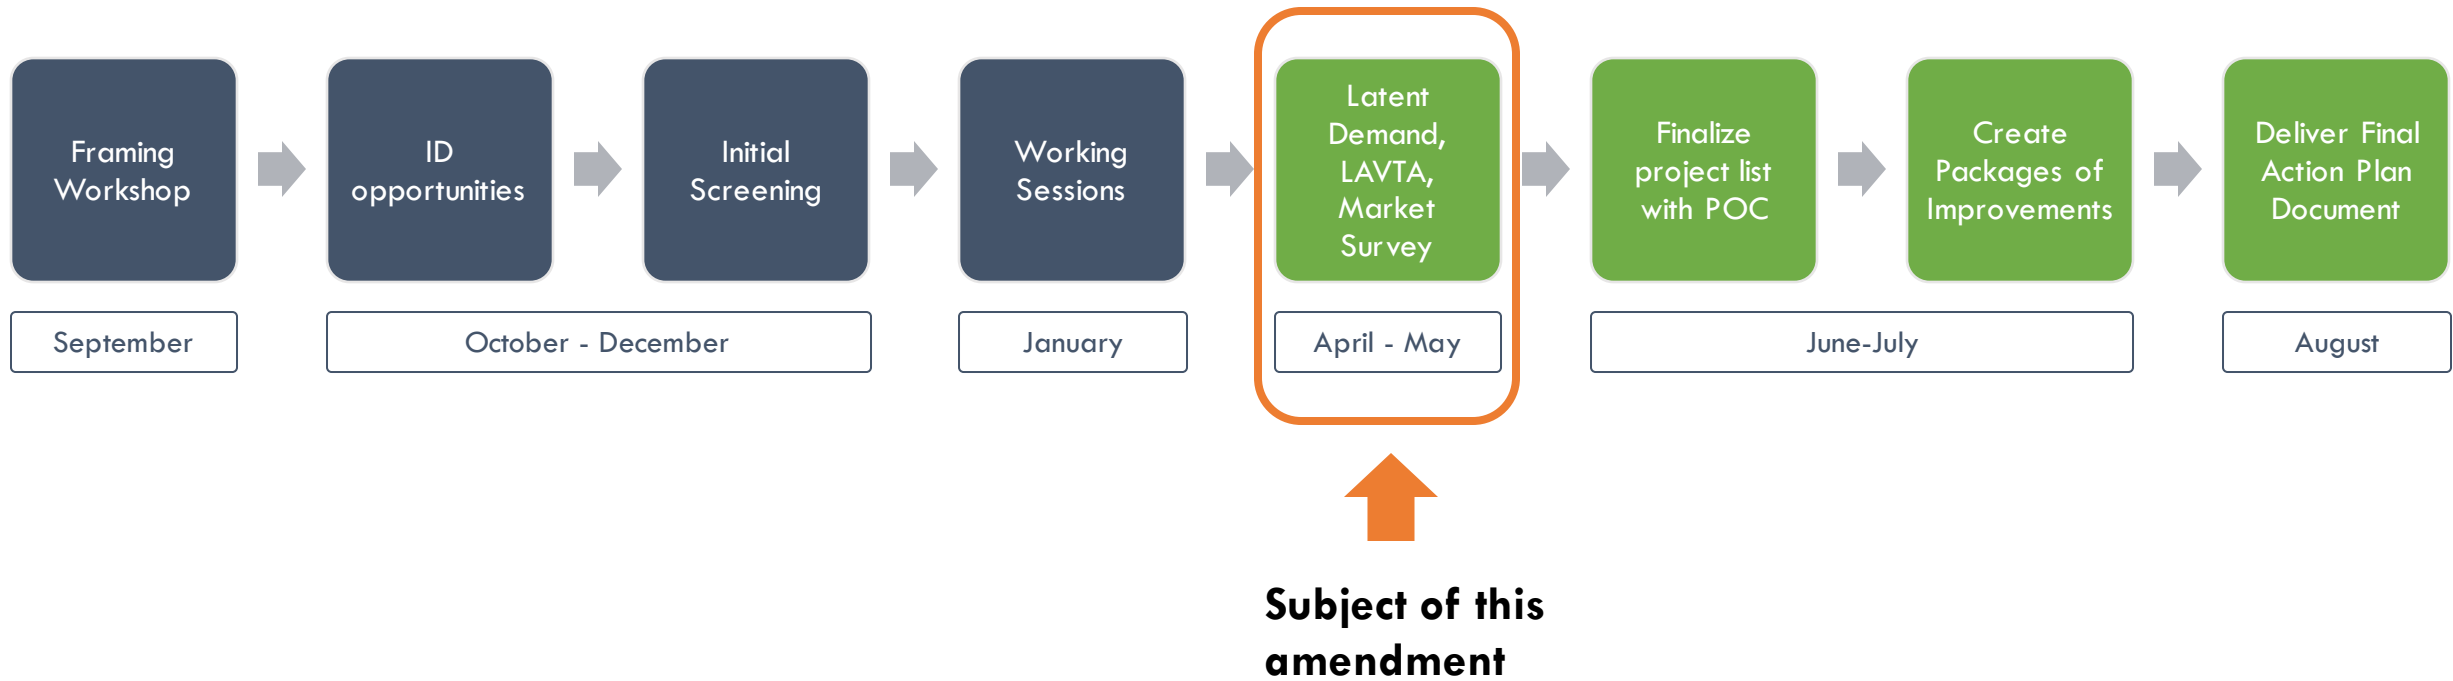 Framing
Workshop
ID
opportunities
Initial
Screening
Working
Sessions
Latent
Demand,
LAVTA,
Market
Survey
Finalize
project list
with POC
Create
Packages of
Improvements
Deliver Final
Action Plan
Document
September
October - December
January
April - May
June-July
August
Subject of this
amendment